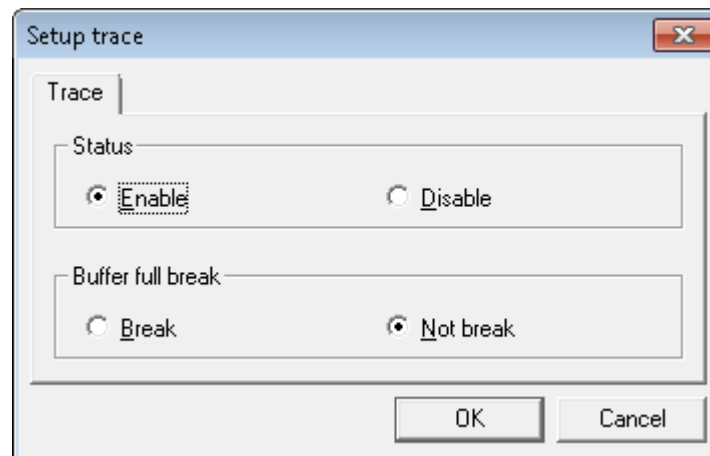 Setup trace
Trace
Status
Enable Disable
Buffer full break
Break Not break
OK Cancel